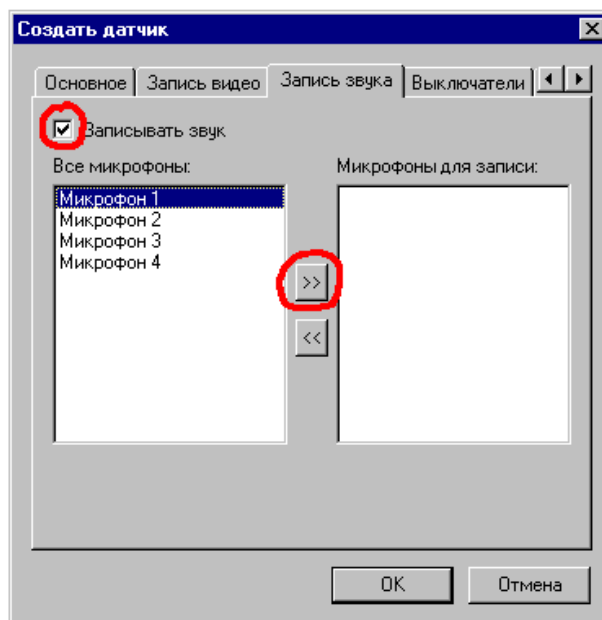 Создать датчик
Основное Запись видео Запись звука Выключатели
Записывать звук
Все микрофоны: Микрофоны для записи:
Микрофон 1
Микрофон 2
Микрофон 3
Микрофон 4
>>
<<
OK Отмена